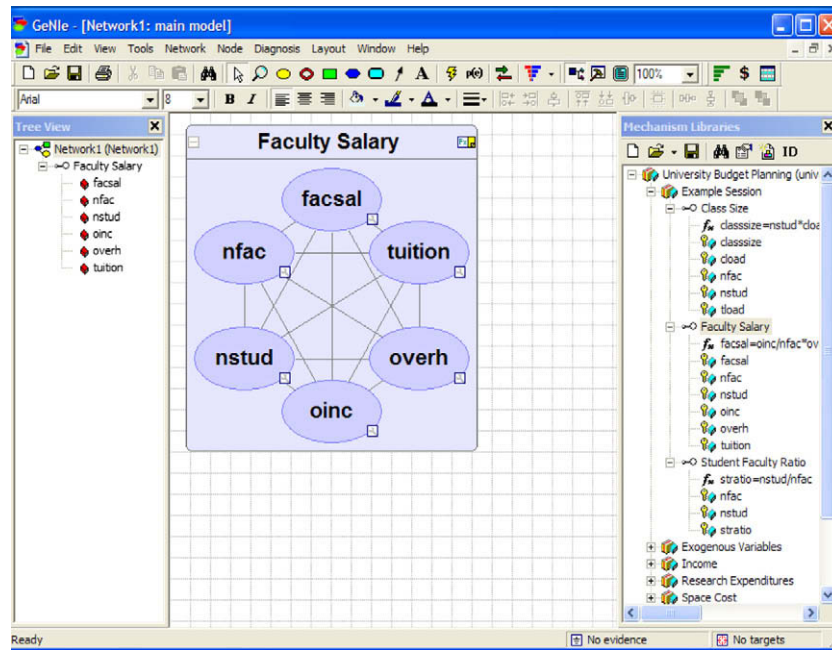 GeNIe - [Network1: main model]
File Edit View Tools Network Node Diagnosis Layout Window Help
A P(e) 100% $
Arial 8 B I A
Tree View
Network1 (Network1)
Faculty Salary
facsal
nfac
nstud
oinc
overh
tuition
Faculty Salary
facsal
nfac
tuition
nstud
overh
oinc
Mechanism Libraries
ID
University Budget Planning (univ
Example Session
Class Size
classsize=nstud*cloa
classsize
cload
nfac
nstud
tload
Faculty Salary
facsal=oinc/nfac*ov
facsal
nfac
nstud
oinc
overh
tuition
Student Faculty Ratio
stratio=nstud/nfac
nfac
nstud
stratio
Exogenous Variables
Income
Research Expenditures
Space Cost
Ready No evidence No targets